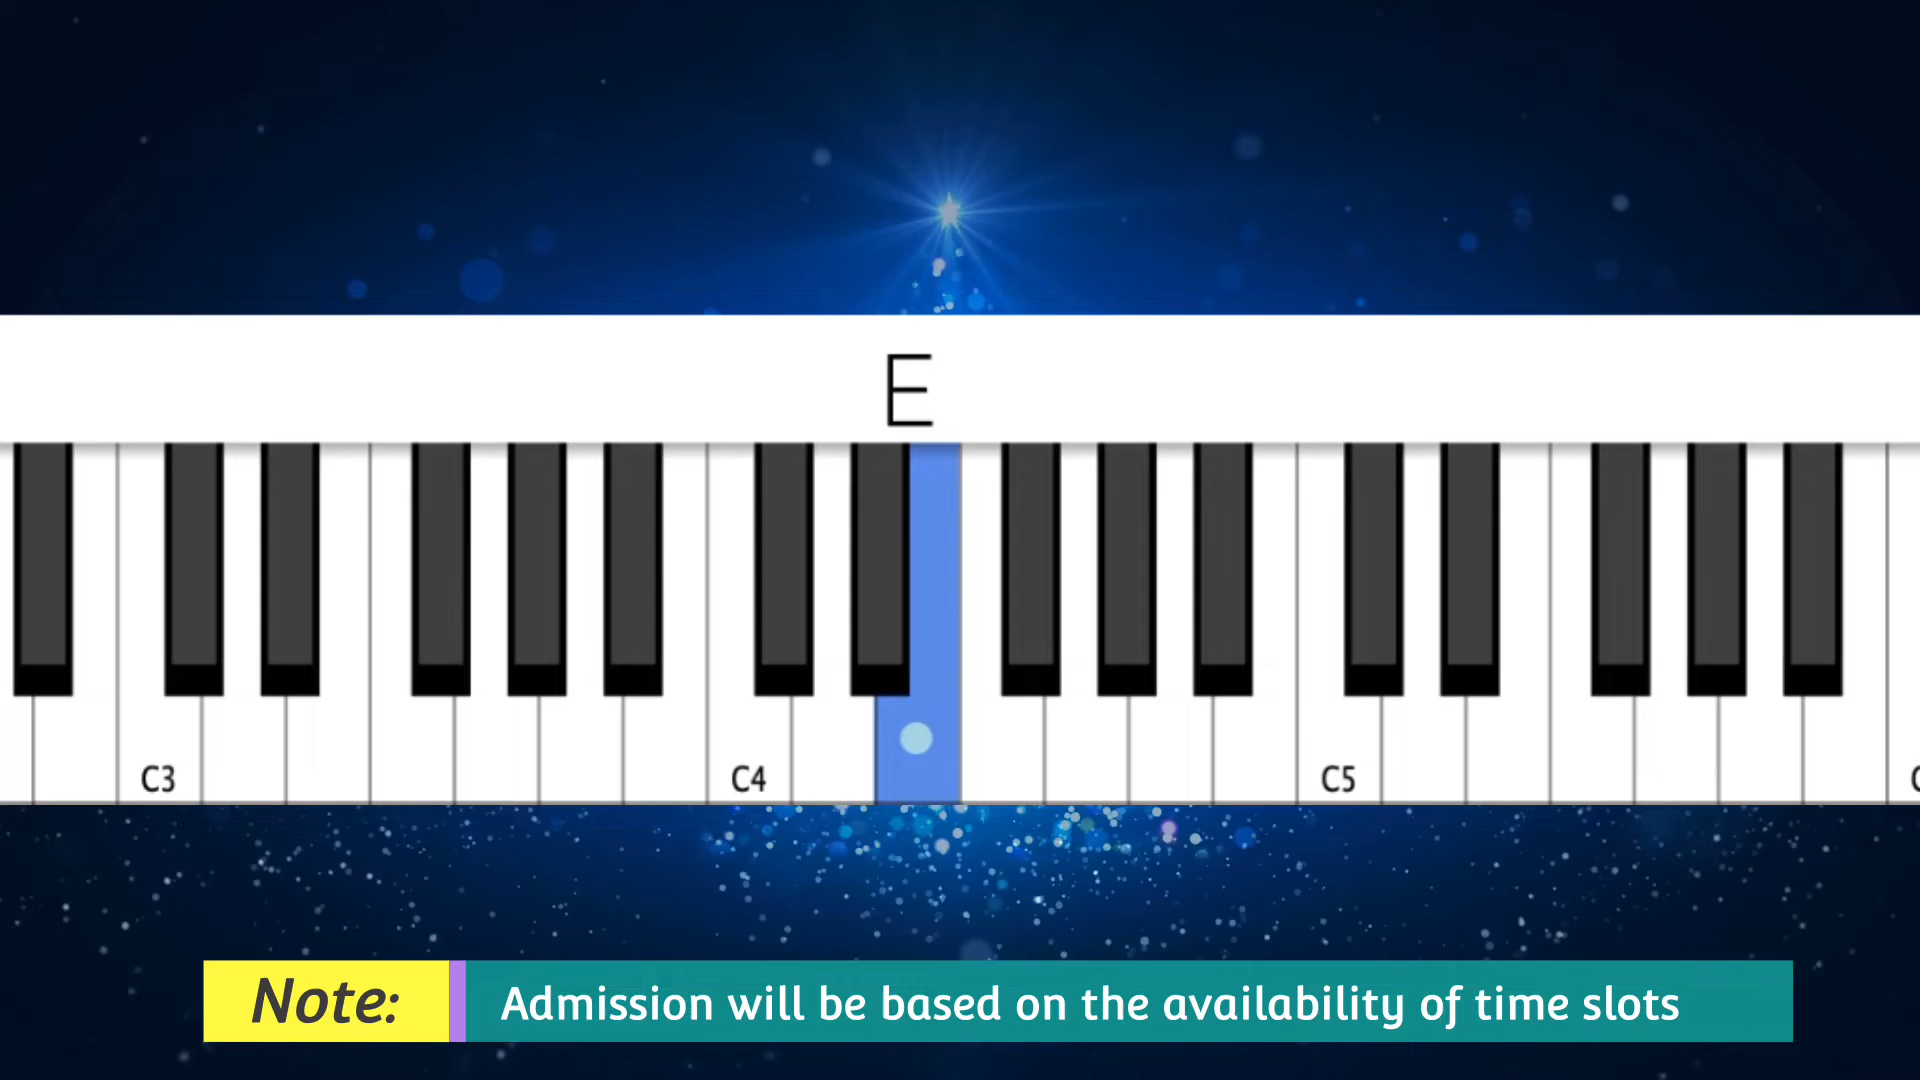 E
C3 C4 C5 C
Note: Admission will be based on the availability of time slots